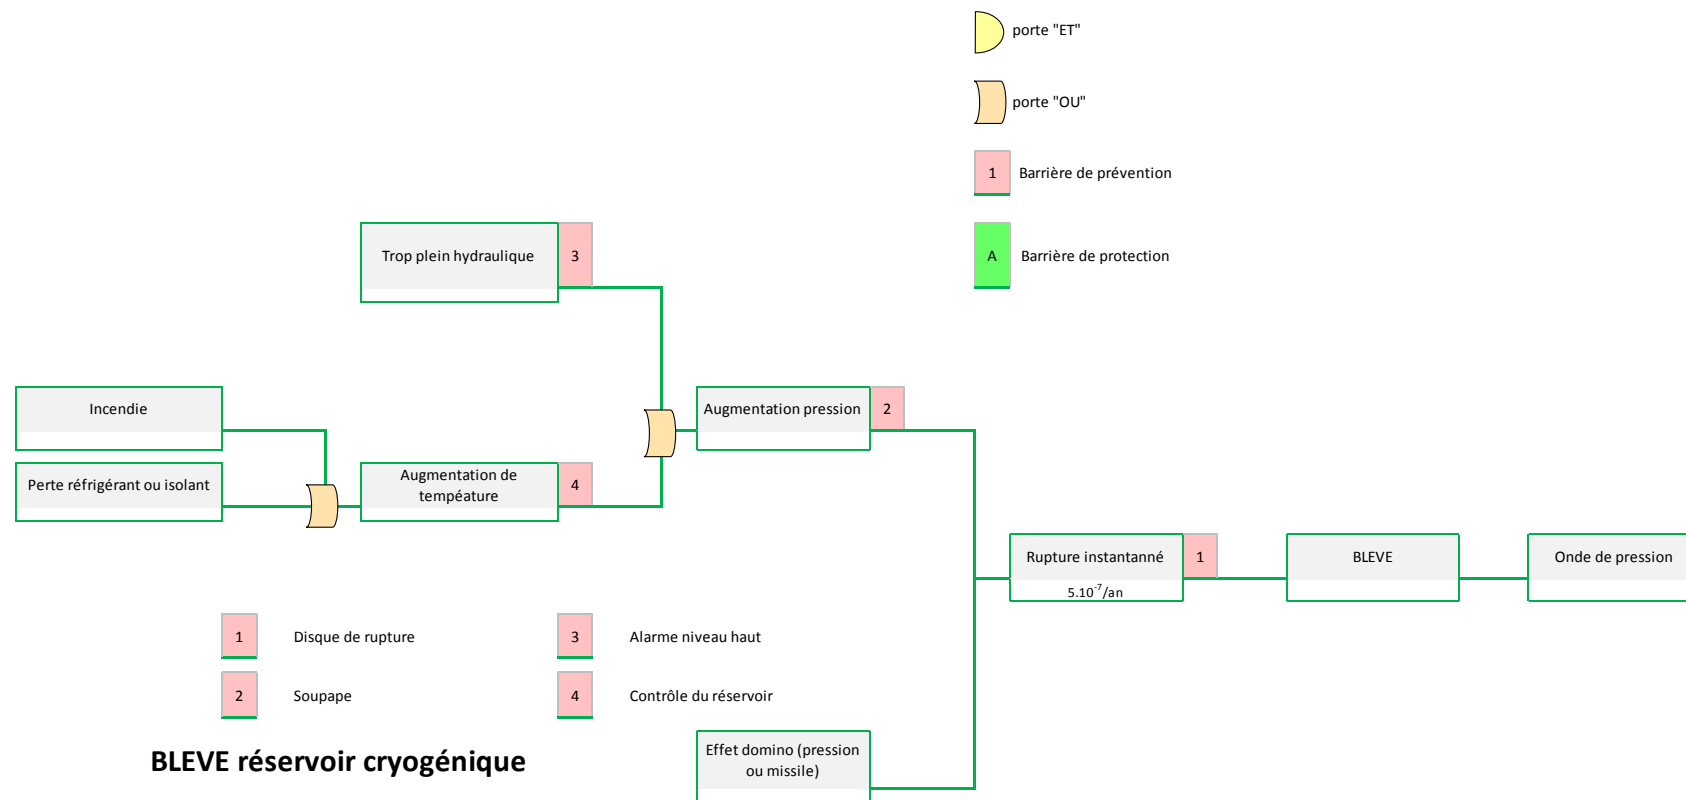 porte "ET"
porte "OU"
1 Barrière de prévention
Trop plein hydraulique 3
A Barrière de protection
Incendie
Augmentation pression 2
Perte réfrigérant ou isolant
Augmentation de
tempéature
4
Rupture instantanné 1
5.10⁻⁷/an
BLEVE
Onde de pression
1 Disque de rupture
3 Alarme niveau haut
2 Soupape
4 Contrôle du réservoir
BLEVE réservoir cryogénique
Effet domino (pression
ou missile)